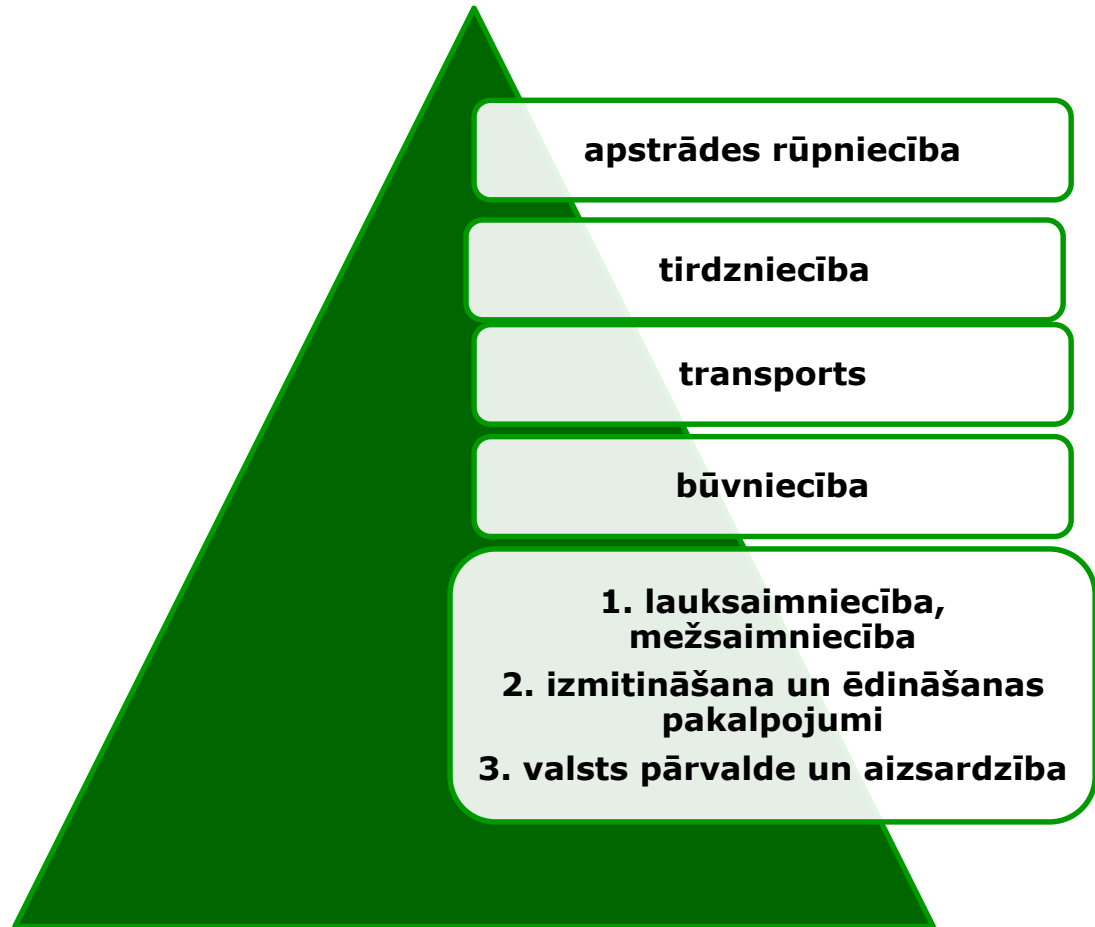 apstrādes rūpniecība
tirdzniecība
transports
būvniecība
1. lauksaimniecība,
mežsaimniecība
2. izmitināšana un ēdināšanas
pakalpojumi
3. valsts pārvalde un aizsardzība